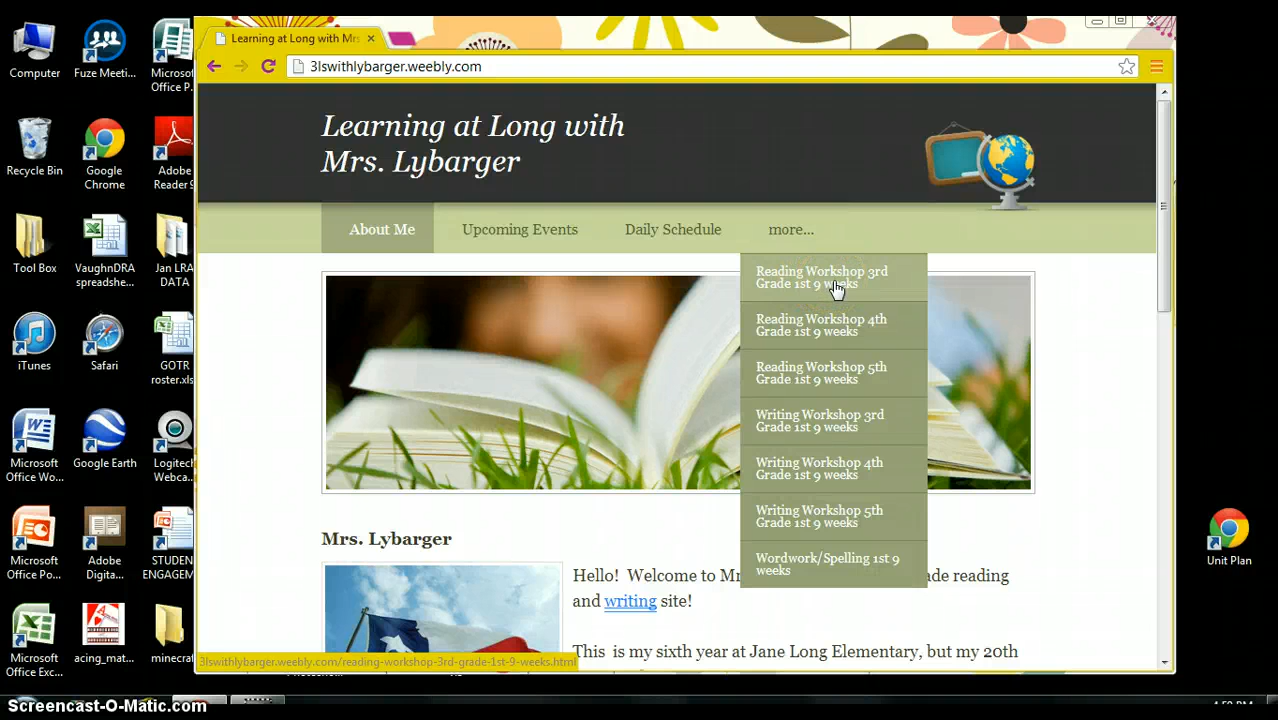 Computer
Fuze Meeti...
Microsof
Office P...
Recycle Bin
Google
Chrome
Adobe
Reader 9
Tool Box
VaughnDRA
spreadshe...
Jan LRA
DATA
iTunes
Safari
GOTR
roster.xls
Microsoft
Office Wo...
Google Earth
Logitech
Webca..
Microsoft
Office Po...
Adobe
Digita...
STUDEN
ENGAGEM
Microsoft
Office Exc...
acing_mat...
minecraf
Unit Plan
Learning at Long with Mrs
3lswithlybarger.weebly.com
Learning at Long with
Mrs. Lybarger
About Me
Upcoming Events
Daily Schedule
more...
Reading Workshop 3rd
Grade 1st 9 weeks
Reading Workshop 4th
Grade 1st 9 weeks
Reading Workshop 5th
Grade 1st 9 weeks
Writing Workshop 3rd
Grade 1st 9 weeks
Writing Workshop 4th
Grade 1st 9 weeks
Writing Workshop 5th
Grade 1st 9 weeks
Wordwork/Spelling 1st 9
weeks
Mrs. Lybarger
Hello! Welcome to Mr ade reading
and writing site!
This is my sixth year at Jane Long Elementary, but my 20th
3lswithlybarger.weebly.com/reading-workshop-3rd-grade-1st-9-weeks.html
Screencast-O-Matic.com